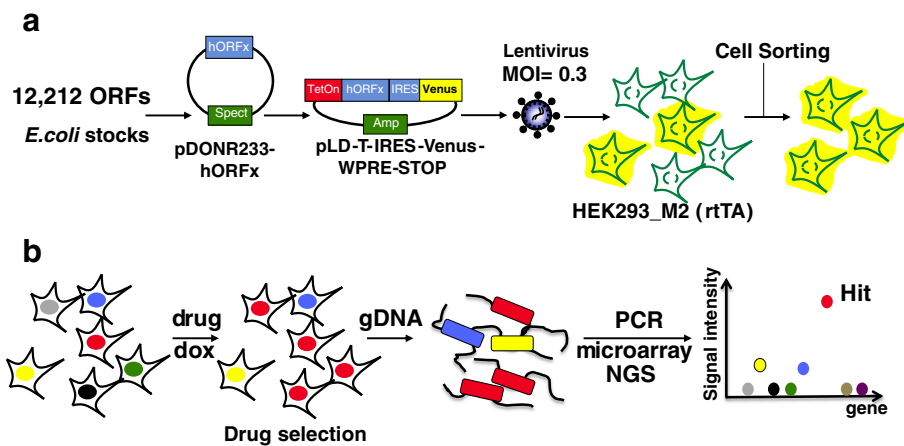 a
12,212 ORFs
E.coli stocks
hORFx
Spect
pDONR233-
hORFx
TetOn hORFx IRES Venus
Amp
pLD-T-IRES-Venus-
WPRE-STOP
Lentivirus
MOI= 0.3
HEK293_M2 (rtTA)
Cell Sorting
b
drug
dox
Drug selection
gDNA
PCR
microarray
NGS
Signal intensity
Hit
gene